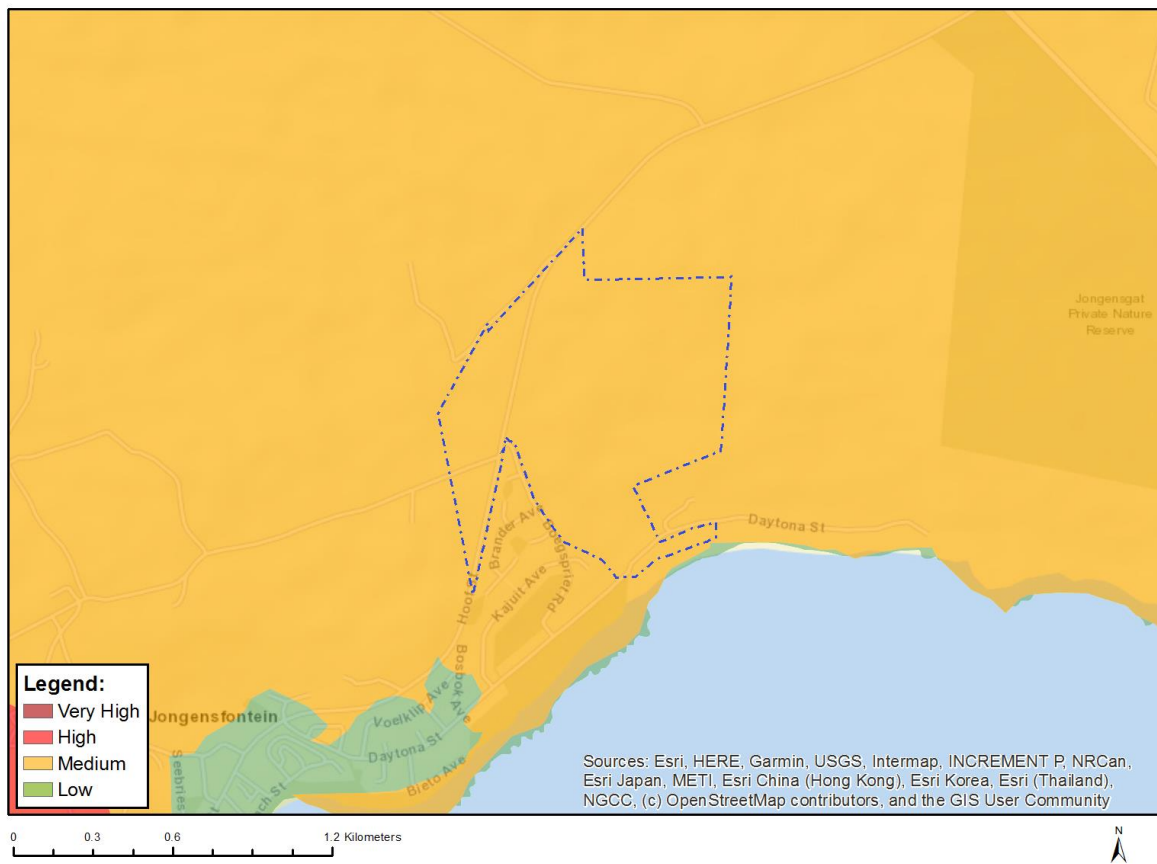 Jongensgat
Private Nature
Reserve
Daytona St
Brander Ave
Boegspriet Rd
Kajuit Ave
Bosbok Ave
Voelklip Ave
Jongensfontein
Daytona St
Bieto Ave
Legend:
Very High
High
Medium
Low
Sources: Esri, HERE, Garmin, USGS, Intermap, INCREMENT P, NRCan,
Esri Japan, METI, Esri China (Hong Kong), Esri Korea, Esri (Thailand),
NGCC, (c) OpenStreetMap contributors, and the GIS User Community
0 0.3 0.6 1.2 Kilometers
N